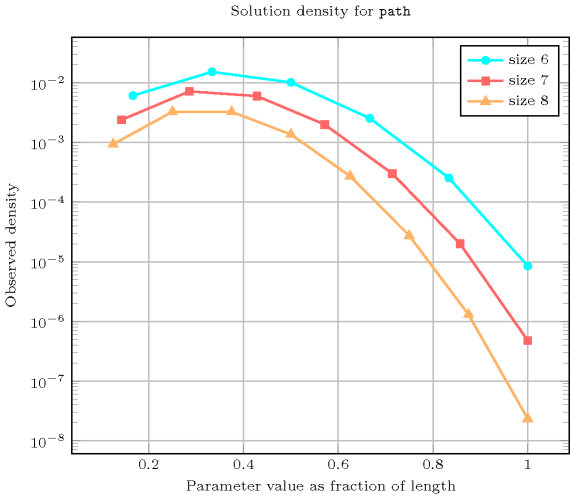 Solution density for path
size 6
size 7
size 8
10⁻²
10⁻³
10⁻⁴
10⁻⁵
10⁻⁶
10⁻⁷
10⁻⁸
Observed density
0.2 0.4 0.6 0.8 1
Parameter value as fraction of length